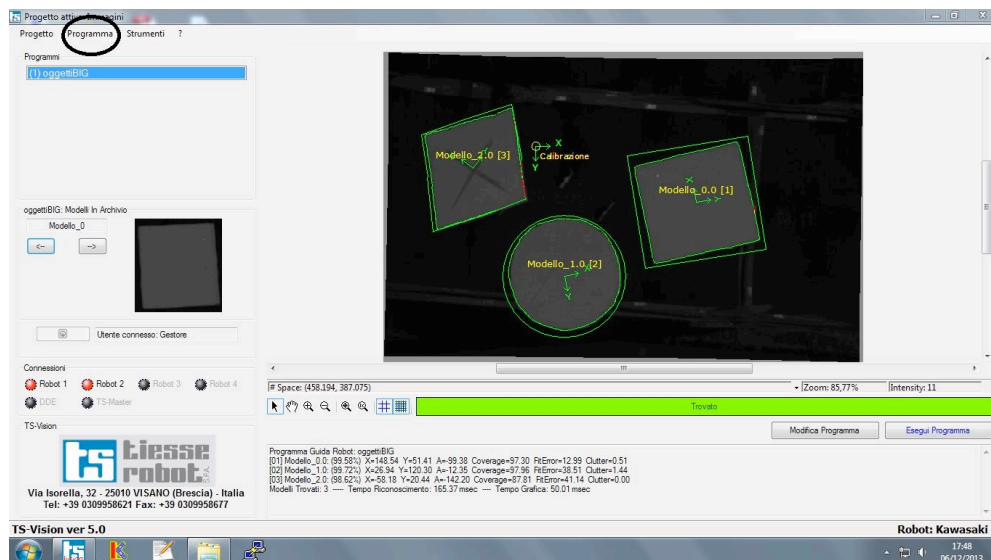 Progetto attivo: Immagini
Progetto Programma Strumenti ?
Programmi
(1) oggettiBIG
oggettiBIG: Modelli In Archivio
Modello_0
<-- -->
Utente connesso: Gestore
Connessioni
Robot 1 Robot 2 Robot 3 Robot 4
DDE TS-Master
TS-Vision
ts tiesse robot S.P.A.
Via Isorella, 32 - 25010 VISANO (Brescia) - Italia
Tel: +39 0309958621 Fax: +39 0309958677
Modello_2.0 [3]
X
Calibrazione
Y
Modello_0.0 [1]
X
Y
Modello_1.0 [2]
X
Y
# Space: (458.194, 387.075) Zoom: 85,77% Intensity: 11
Trovato
Modifica Programma Esegui Programma
Programma Guida Robot: oggettiBIG
[01] Modello_0.0: (99.58%) X=148.54 Y=51.41 A=-99.38 Coverage=97.30 FitError=12.99 Clutter=0.51
[02] Modello_1.0: (99.72%) X=26.94 Y=120.30 A=-12.35 Coverage=97.96 FitError=38.51 Clutter=1.44
[03] Modello_2.0: (98.62%) X=-58.18 Y=20.44 A=-142.20 Coverage=87.81 FitError=41.14 Clutter=0.00
Modelli Trovati: 3 ---- Tempo Riconoscimento: 165.37 msec ---- Tempo Grafica: 50.01 msec
TS-Vision ver 5.0 Robot: Kawasaki
17:48
06/12/2013